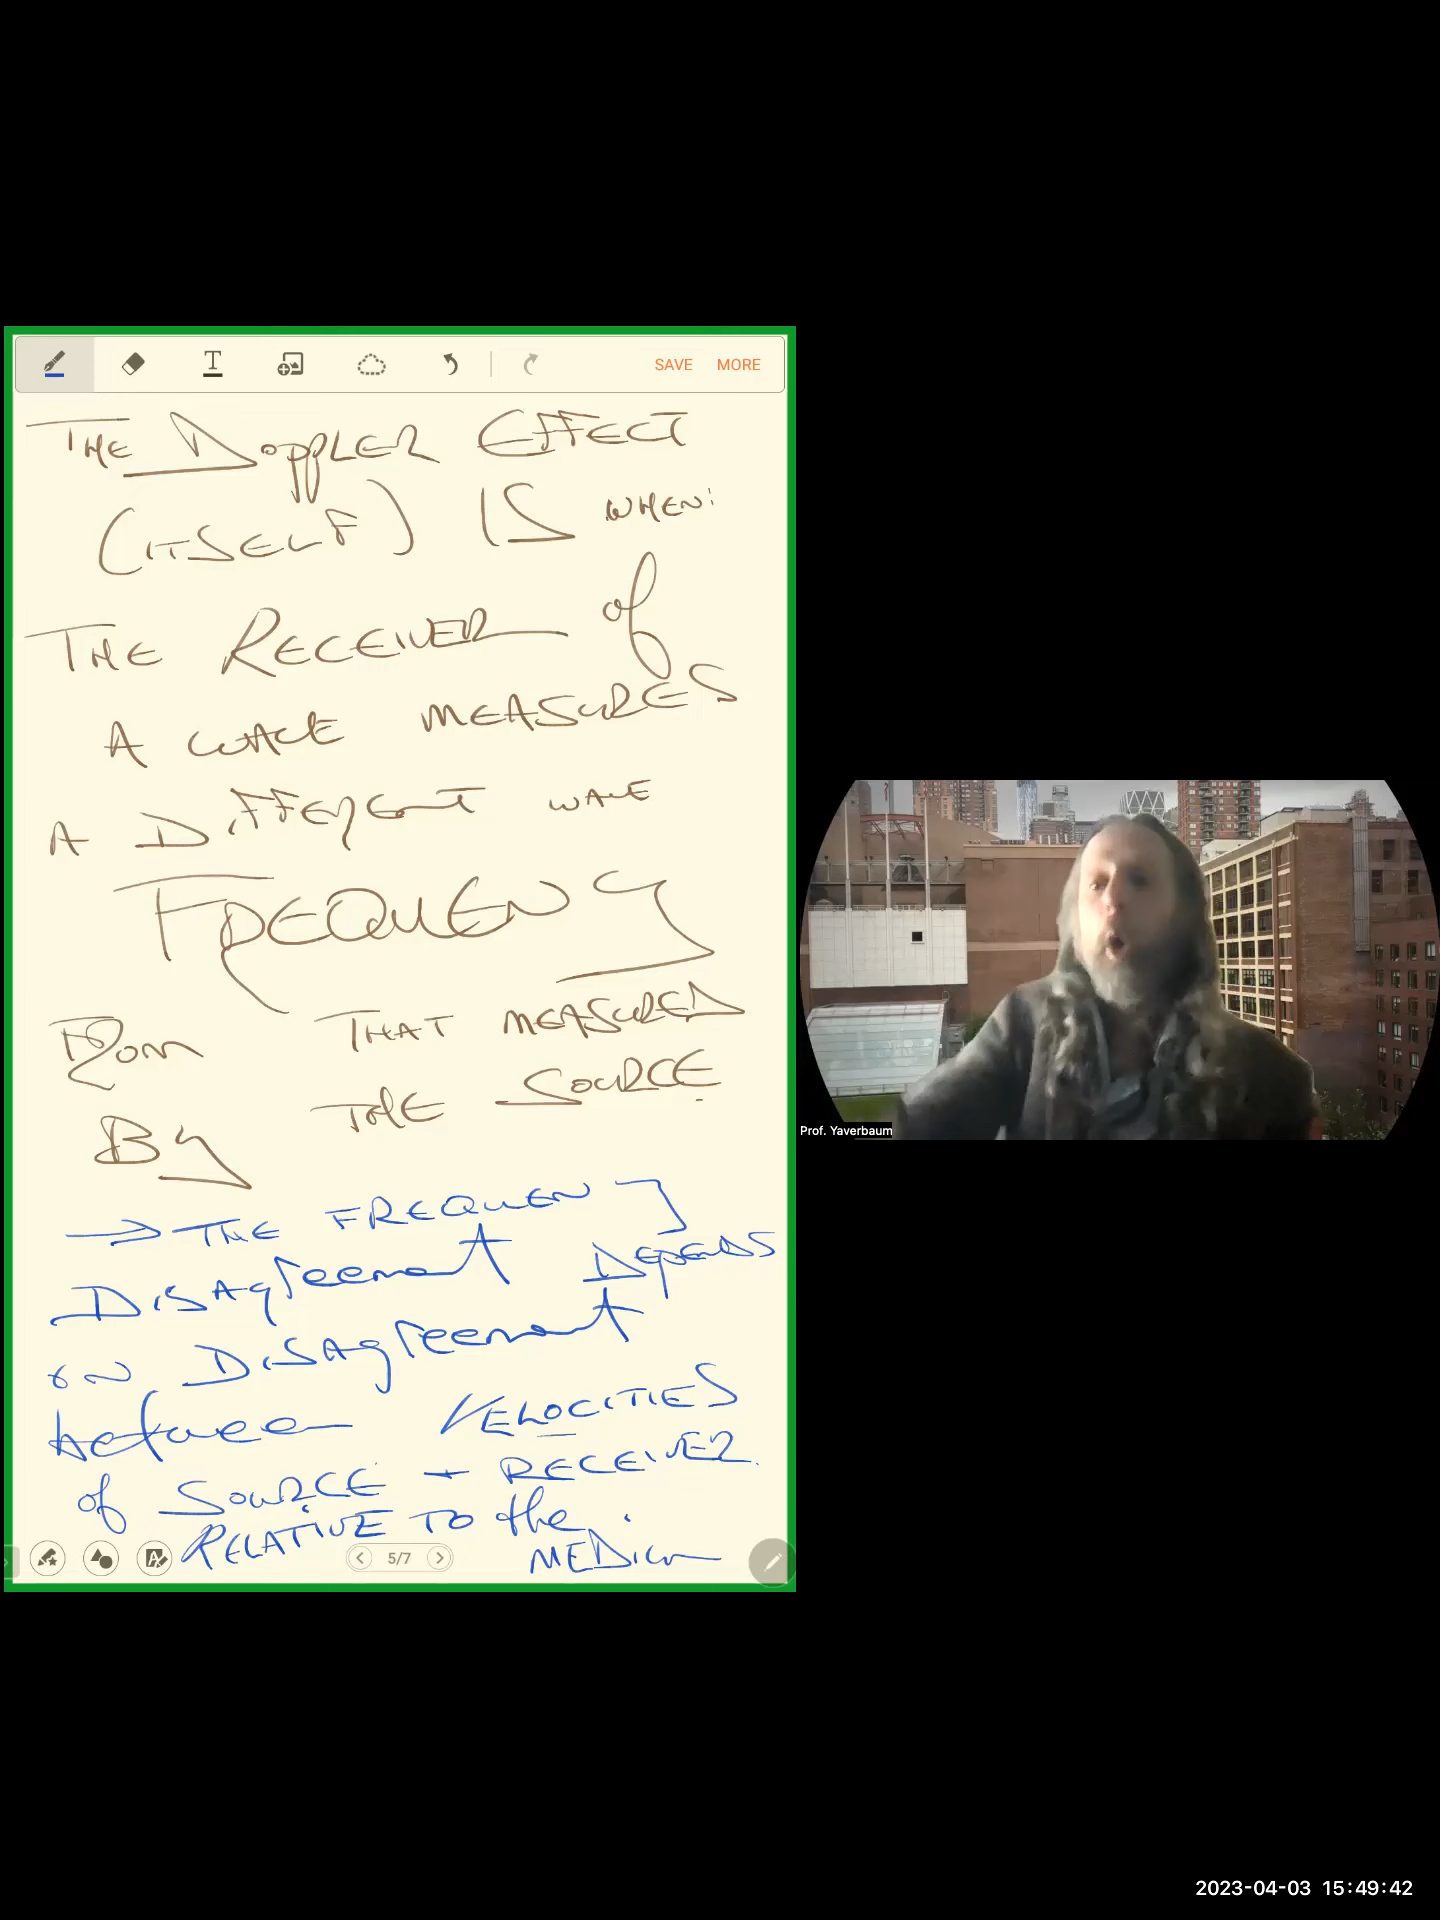 SAVE MORE
THE DOPPLER EFFECT
(ITSELF) IS WHEN:
THE RECEIVER of
A WAVE MEASURES
A DIFFERENT WAVE
FREQUENCY
FROM THAT MEASURED
BY THE SOURCE
→ THE FREQUENCY
DISAgreement DEPENDS
ON DISAgreement
between VELOCITIES
of SOURCE + RECEIVER
RELATIVE TO the
MEDIUM
5/7
Prof. Yaverbaum
2023-04-03 15:49:42